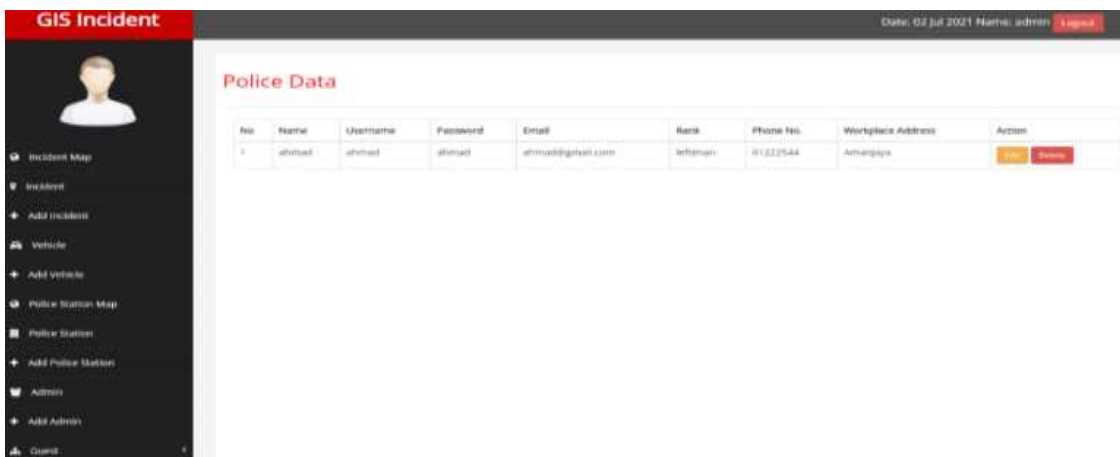 GIS Incident
Date: 02 Jul 2021 Name: admin Logout
Police Data
No Name Username Password Email Rank Phone No. Workplace Address Action
1 ahmad ahmad ahmad ahmad@gmail.com leftenan 01222544 Amanjaya Edit Delete
Incident Map
Incident
Add Incident
Vehicle
Add Vehicle
Police Station Map
Police Station
Add Police Station
Admin
Add Admin
Guest